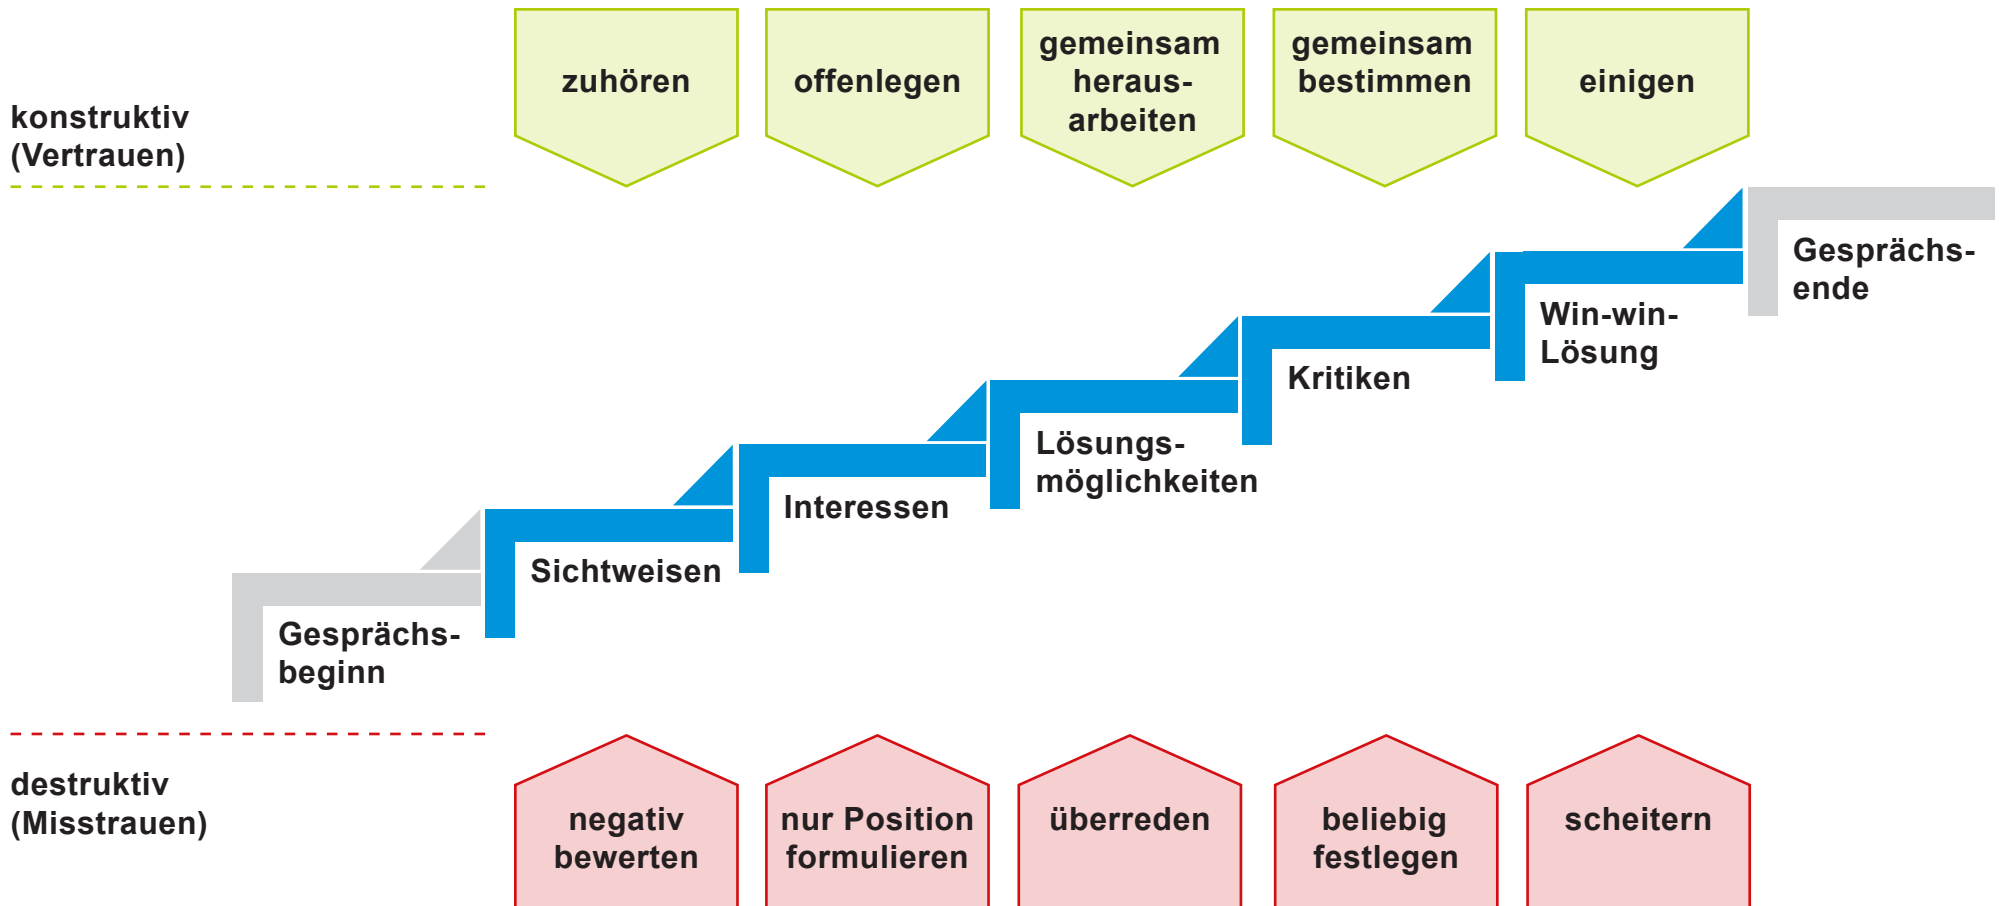 zuhören
offenlegen
gemeinsam
heraus-
arbeiten
gemeinsam
bestimmen
einigen
konstruktiv
(Vertrauen)
Gesprächs-
ende
Win-win-
Lösung
Kritiken
Lösungs-
möglichkeiten
Interessen
Sichtweisen
Gesprächs-
beginn
destruktiv
(Misstrauen)
negativ
bewerten
nur Position
formulieren
überreden
beliebig
festlegen
scheitern